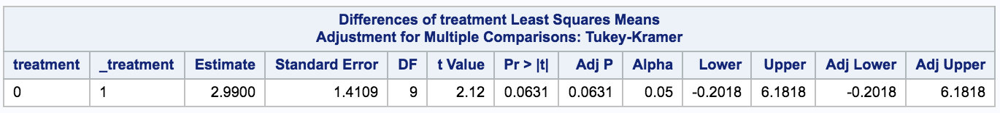 Differences of treatment Least Squares Means
Adjustment for Multiple Comparisons: Tukey-Kramer
treatment _treatment Estimate Standard Error DF t Value Pr > |t| Adj P Alpha Lower Upper Adj Lower Adj Upper
0 1 2.9900 1.4109 9 2.12 0.0631 0.0631 0.05 -0.2018 6.1818 -0.2018 6.1818